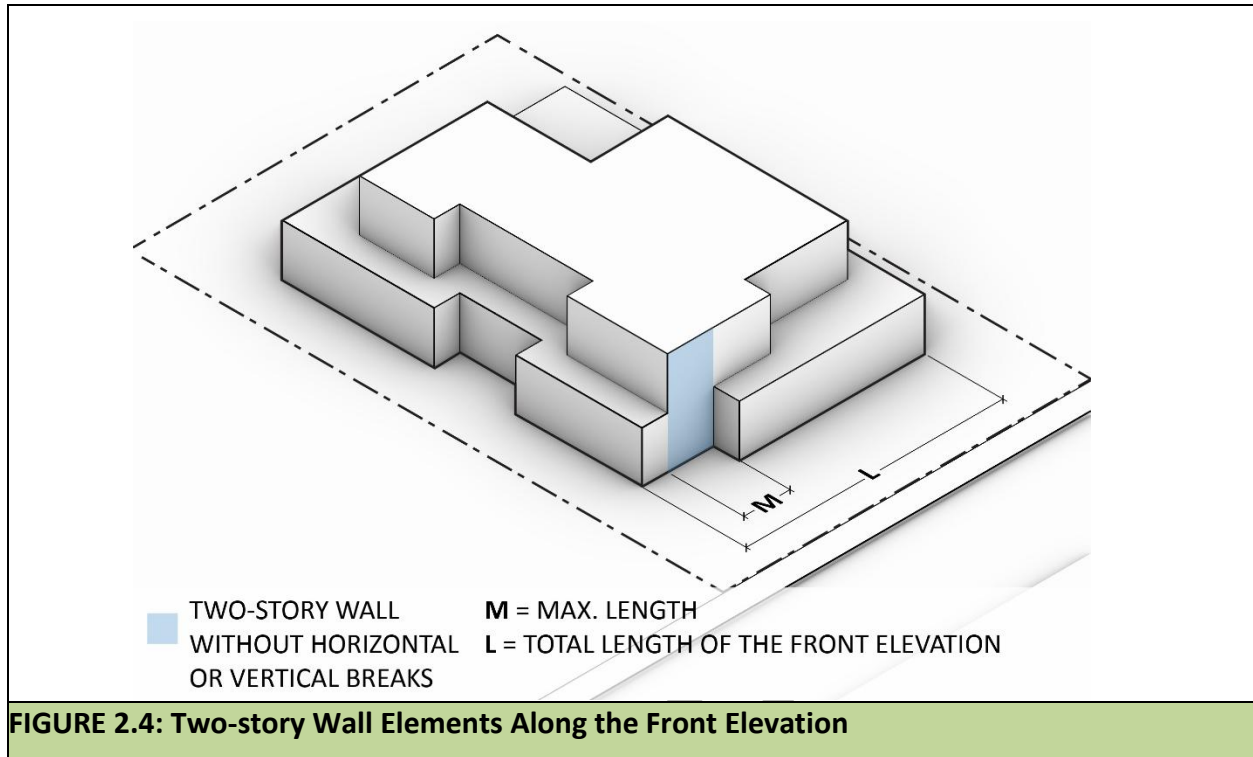 M
L
TWO-STORY WALL
WITHOUT HORIZONTAL
OR VERTICAL BREAKS
M = MAX. LENGTH
L = TOTAL LENGTH OF THE FRONT ELEVATION
FIGURE 2.4: Two-story Wall Elements Along the Front Elevation